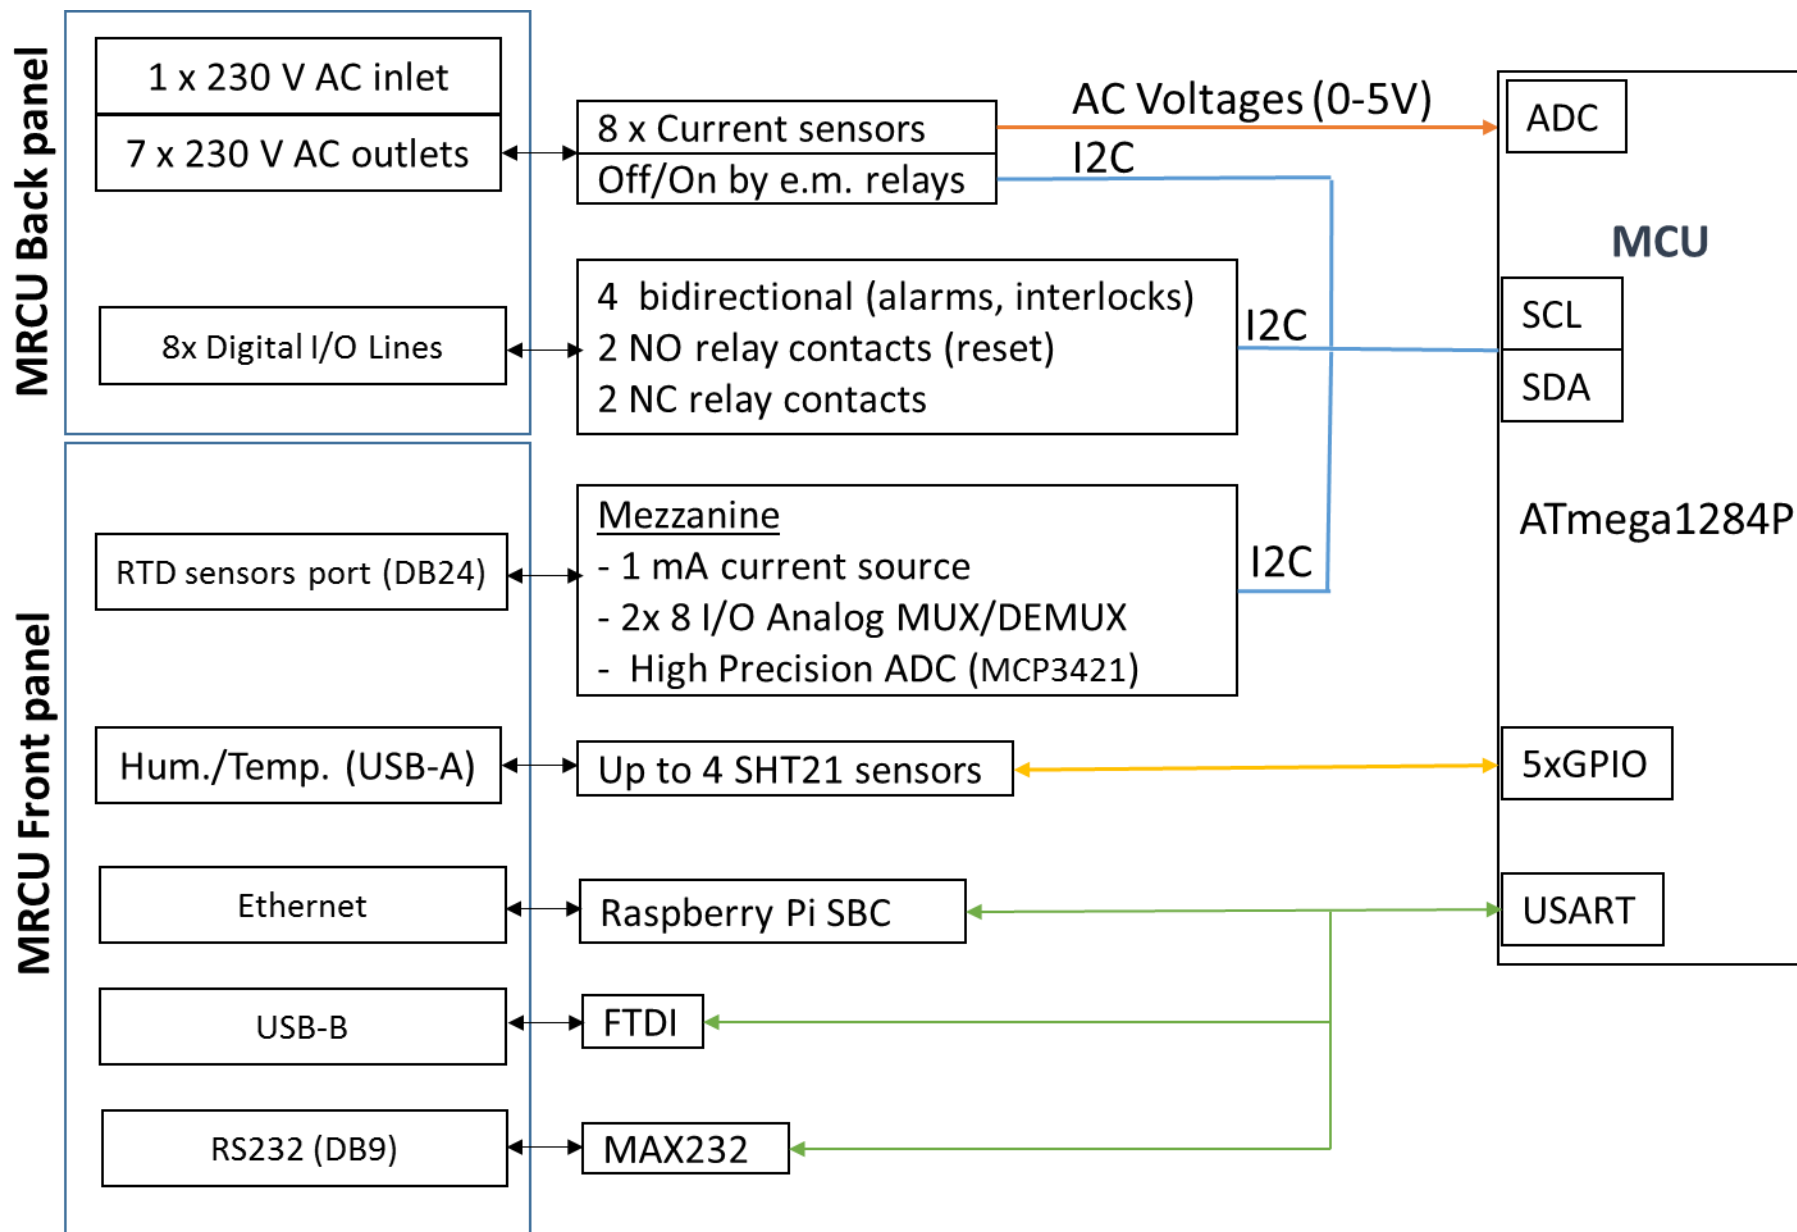 MRCU Back panel
1 x 230 V AC inlet
7 x 230 V AC outlets
8 x Current sensors
Off/On by e.m. relays
AC Voltages (0-5V)
I2C
ADC
MCU
8x Digital I/O Lines
4 bidirectional (alarms, interlocks)
2 NO relay contacts (reset)
2 NC relay contacts
I2C
SCL
SDA
ATmega1284P
MRCU Front panel
RTD sensors port (DB24)
Mezzanine
- 1 mA current source
- 2x 8 I/O Analog MUX/DEMUX
- High Precision ADC (MCP3421)
I2C
Hum./Temp. (USB-A)
Up to 4 SHT21 sensors
5xGPIO
Ethernet
Raspberry Pi SBC
USART
USB-B
FTDI
RS232 (DB9)
MAX232